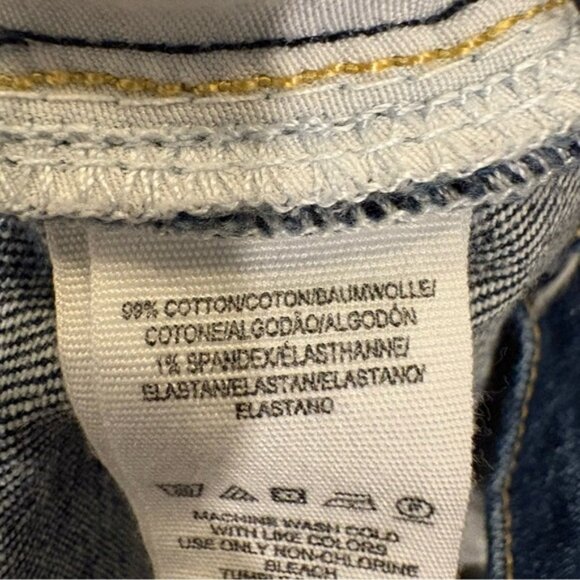 99% COTTON/COTON/BAUMWOLLE/
COTONE/ALGODÃO/ALGODÓN
1% SPANDEX/ÉLASTHANNE/
ELASTAN/ELASTAN/ELASTANO/
ELASTANO
MACHINE WASH COLD
WITH LIKE COLORS
USE ONLY NON-CHLORINE
BLEACH